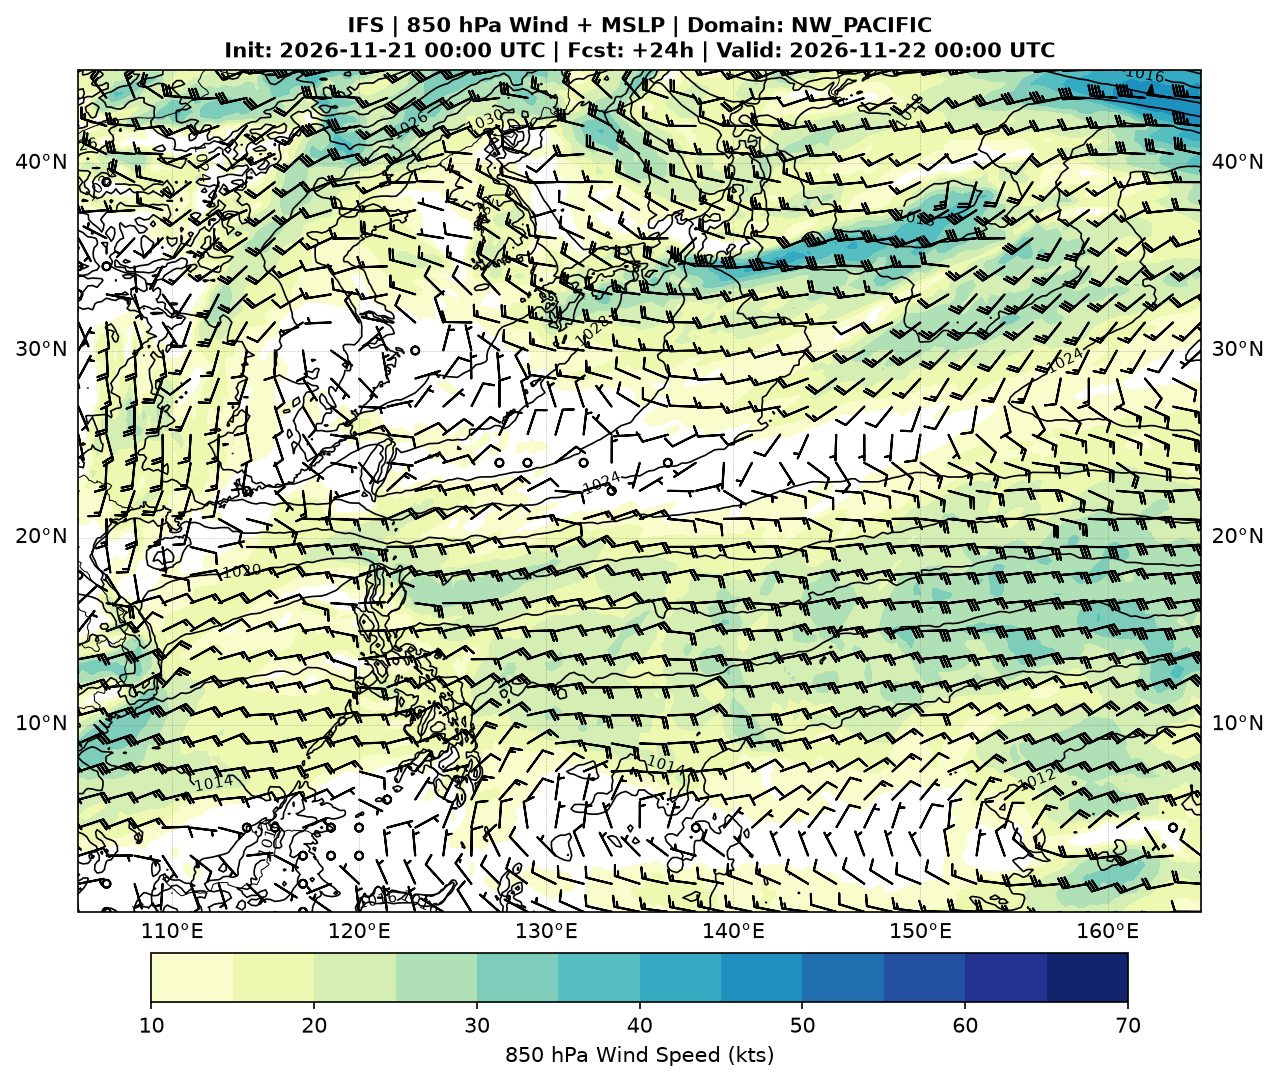 IFS | 850 hPa Wind + MSLP | Domain: NW_PACIFIC
Init: 2026-11-21 00:00 UTC | Fcst: +24h | Valid: 2026-11-22 00:00 UTC
1016
1018
1026
1030
40°N
40°N
1028
30°N
30°N
1024
1024
20°N
20°N
1020
10°N
10°N
1014
1014
1012
110°E
120°E
130°E
140°E
150°E
160°E
10
20
30
40
50
60
70
850 hPa Wind Speed (kts)